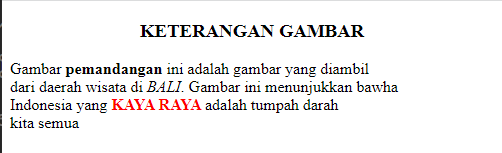 KETERANGAN GAMBAR
Gambar pemandangan ini adalah gambar yang diambil
dari daerah wisata di BALI. Gambar ini menunjukkan bawha
Indonesia yang KAYA RAYA adalah tumpah darah
kita semua